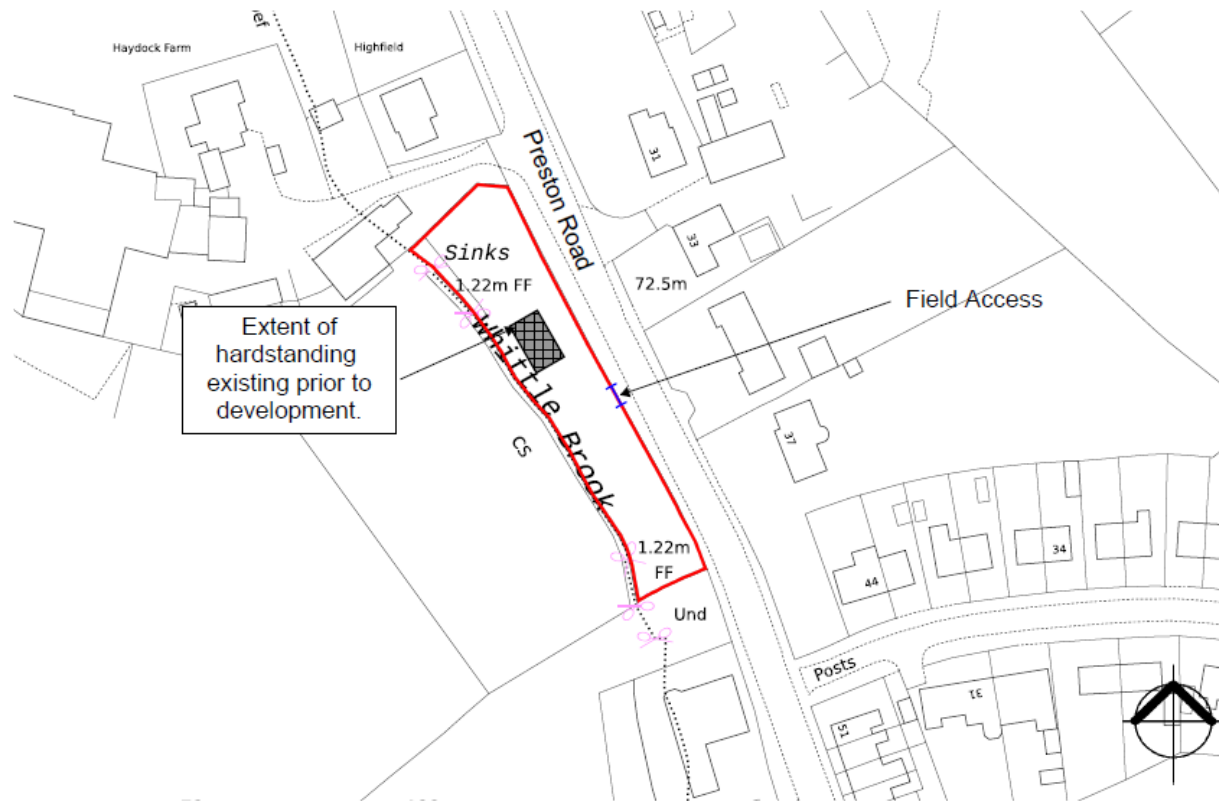 ef
Haydock Farm
Highfield
Preston Road
31
33
Sinks
1.22m FF
72.5m
Field Access
Extent of
hardstanding
existing prior to
development.
Whittle Brook
CS
37
1.22m
FF
34
44
Und
Posts
31
51